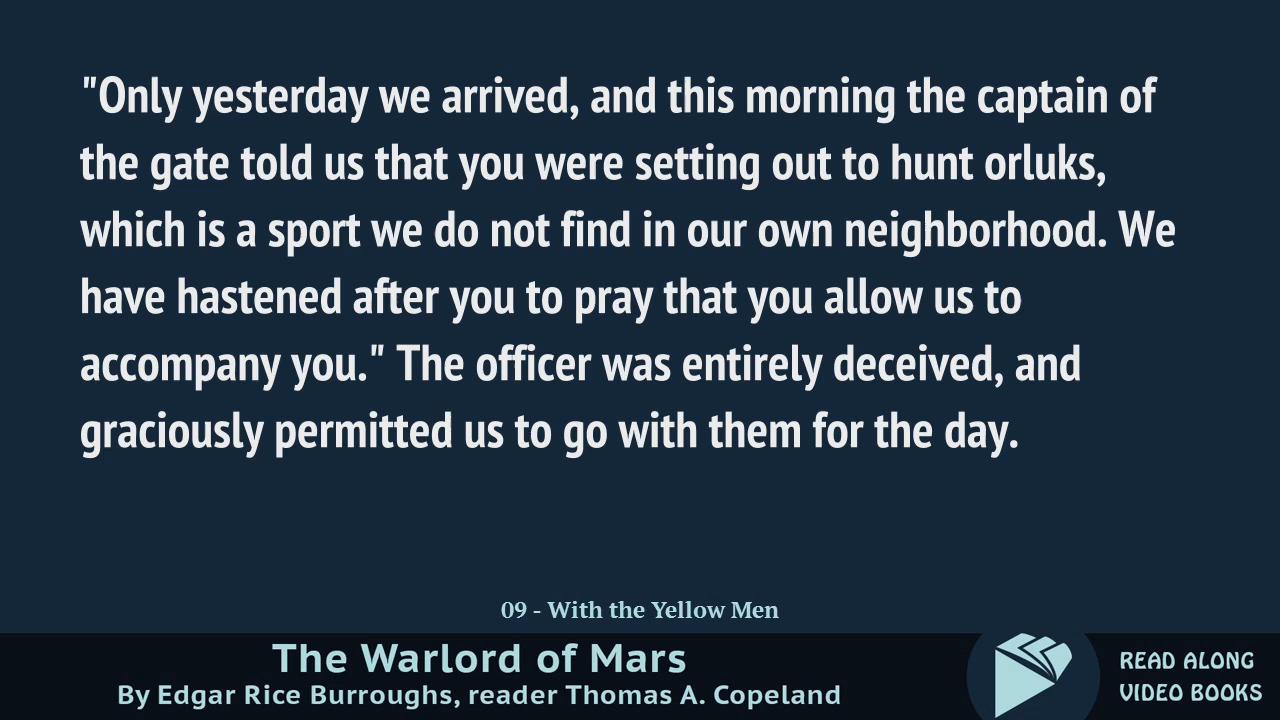 "Only yesterday we arrived, and this morning the captain of
the gate told us that you were setting out to hunt orluks,
which is a sport we do not find in our own neighborhood. We
have hastened after you to pray that you allow us to
accompany you." The officer was entirely deceived, and
graciously permitted us to go with them for the day.
09 - With the Yellow Men
The Warlord of Mars
By Edgar Rice Burroughs, reader Thomas A. Copeland
READ ALONG
VIDEO BOOKS